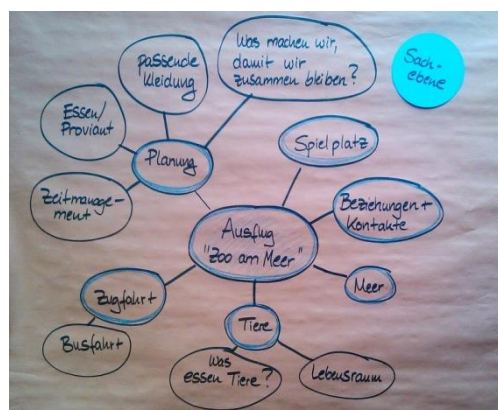 Was machen wir,
damit wir
zusammen bleiben?
passende
Kleidung
Sach-
ebene
Essen/
Proviant
Planung
Spielplatz
Zeitmanage-
ment
Beziehungen +
Kontakte
Ausflug
"Zoo am Meer"
Meer
Zugfahrt
Tiere
Busfahrt
Was
essen Tiere?
Lebensraum